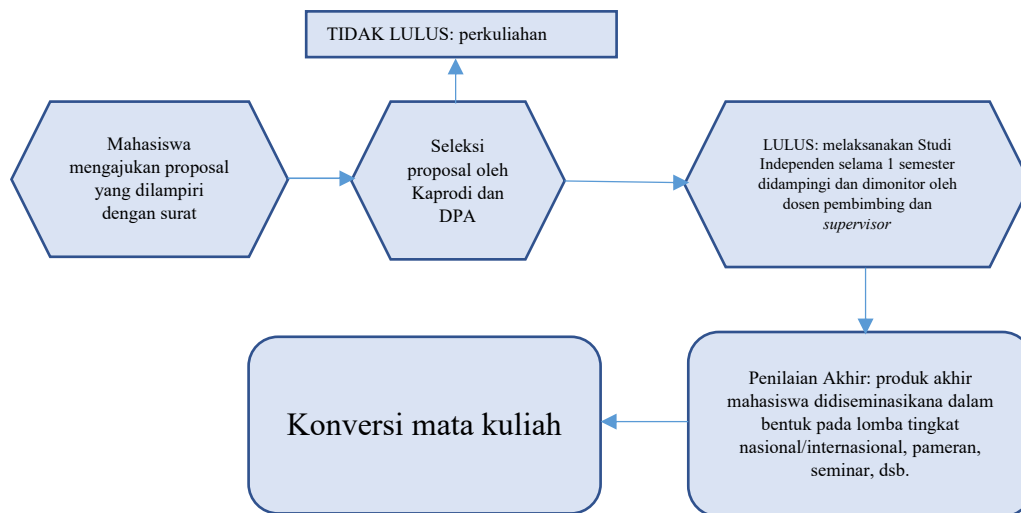 TIDAK LULUS: perkuliahan
Mahasiswa
mengajukan proposal
yang dilampiri
dengan surat
Seleksi
proposal oleh
Kaprodi dan
DPA
LULUS: melaksanakan Studi
Independen selama 1 semester
didampingi dan dimonitor oleh
dosen pembimbing dan
supervisor
Konversi mata kuliah
Penilaian Akhir: produk akhir
mahasiswa didiseminasikana dalam
bentuk pada lomba tingkat
nasional/internasional, pameran,
seminar, dsb.